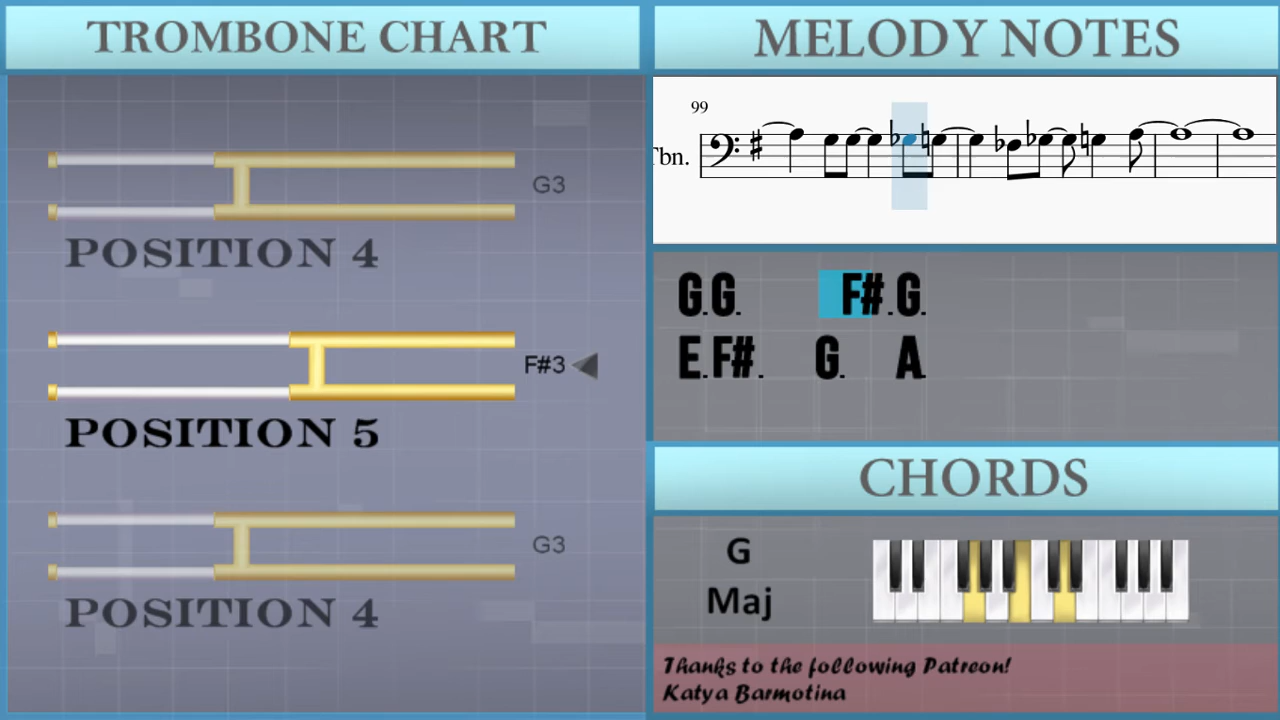 TROMBONE CHART
G3
POSITION 4
F#3
POSITION 5
G3
POSITION 4
MELODY NOTES
99
Tbn.
G.G. F#.G.
E.F#. G. A.
CHORDS
G
Maj
Thanks to the following Patreon!
Katya Barmotina